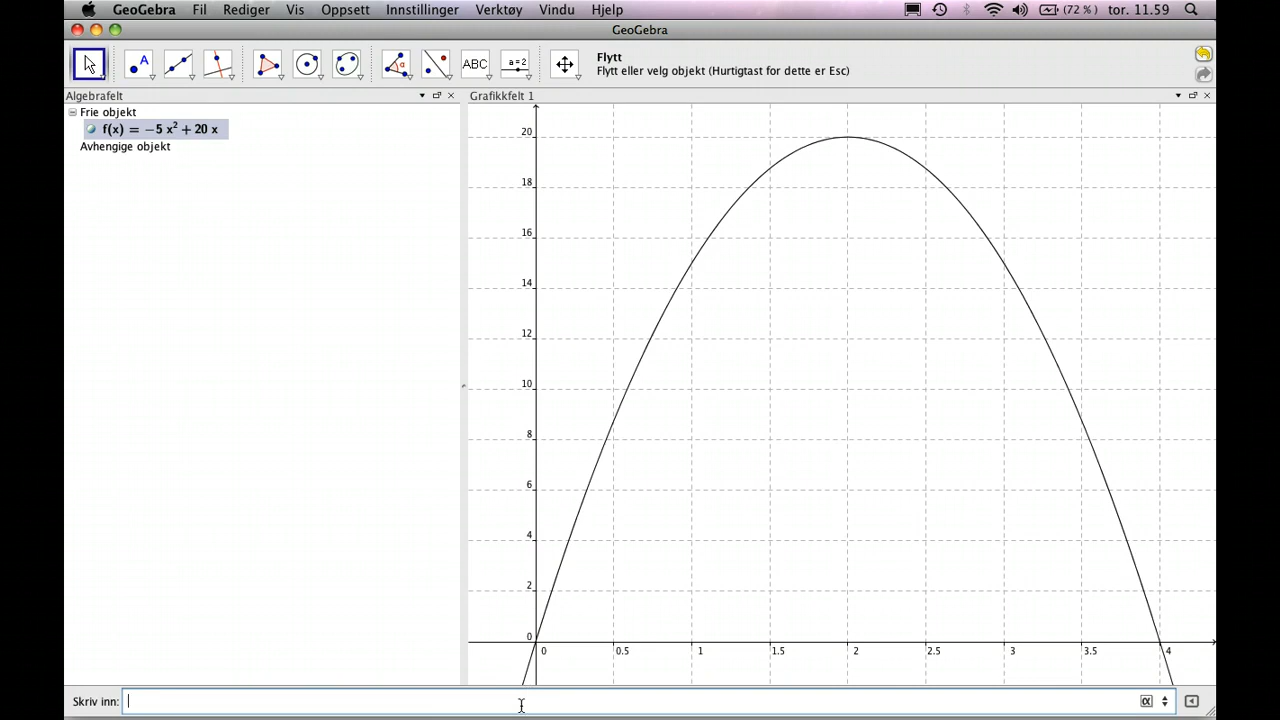 GeoGebra Fil Rediger Vis Oppsett Innstillinger Verktøy Vindu Hjelp (72 %) tor. 11.59
GeoGebra
A α ABC a=2
Flytt
Flytt eller velg objekt (Hurtigtast for dette er Esc)
Algebrafelt
Grafikkfelt 1
Frie objekt
f(x) = −5 x² + 20 x
Avhengige objekt
20
18
16
14
12
10
8
6
4
2
0
0 0.5 1 1.5 2 2.5 3 3.5 4
Skriv inn: α